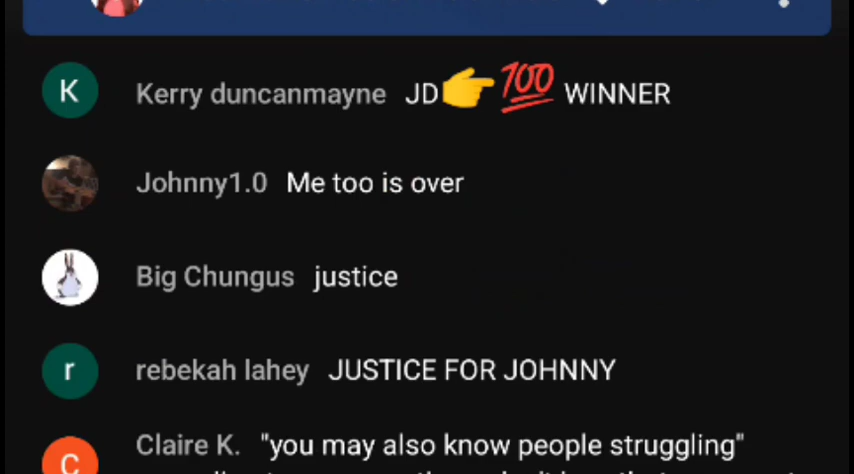 K Kerry duncanmayne JD👉💯 WINNER
Johnny1.0 Me too is over
Big Chungus justice
r rebekah lahey JUSTICE FOR JOHNNY
C Claire K. "you may also know people struggling"